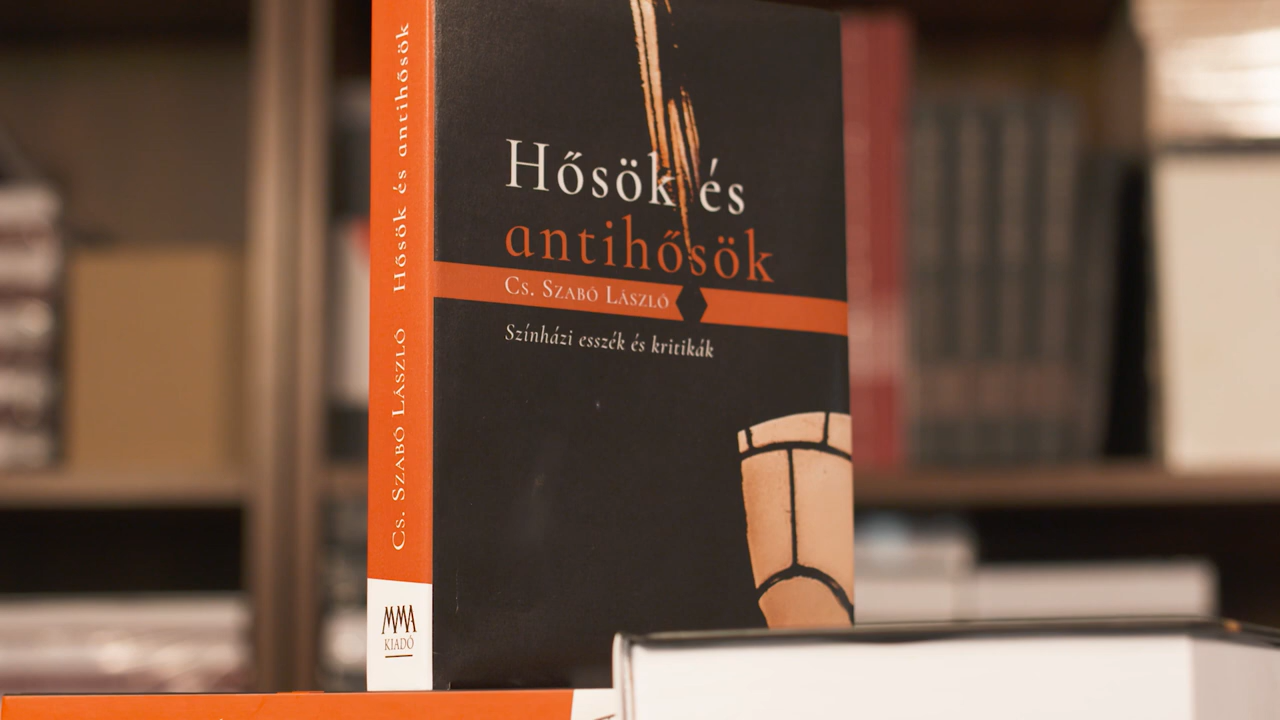 Hősök és
antihősök
Cs. Szabó László
Színházi esszék és kritikák
Cs. Szabó László Hősök és antihősök
MMA
KIADÓ